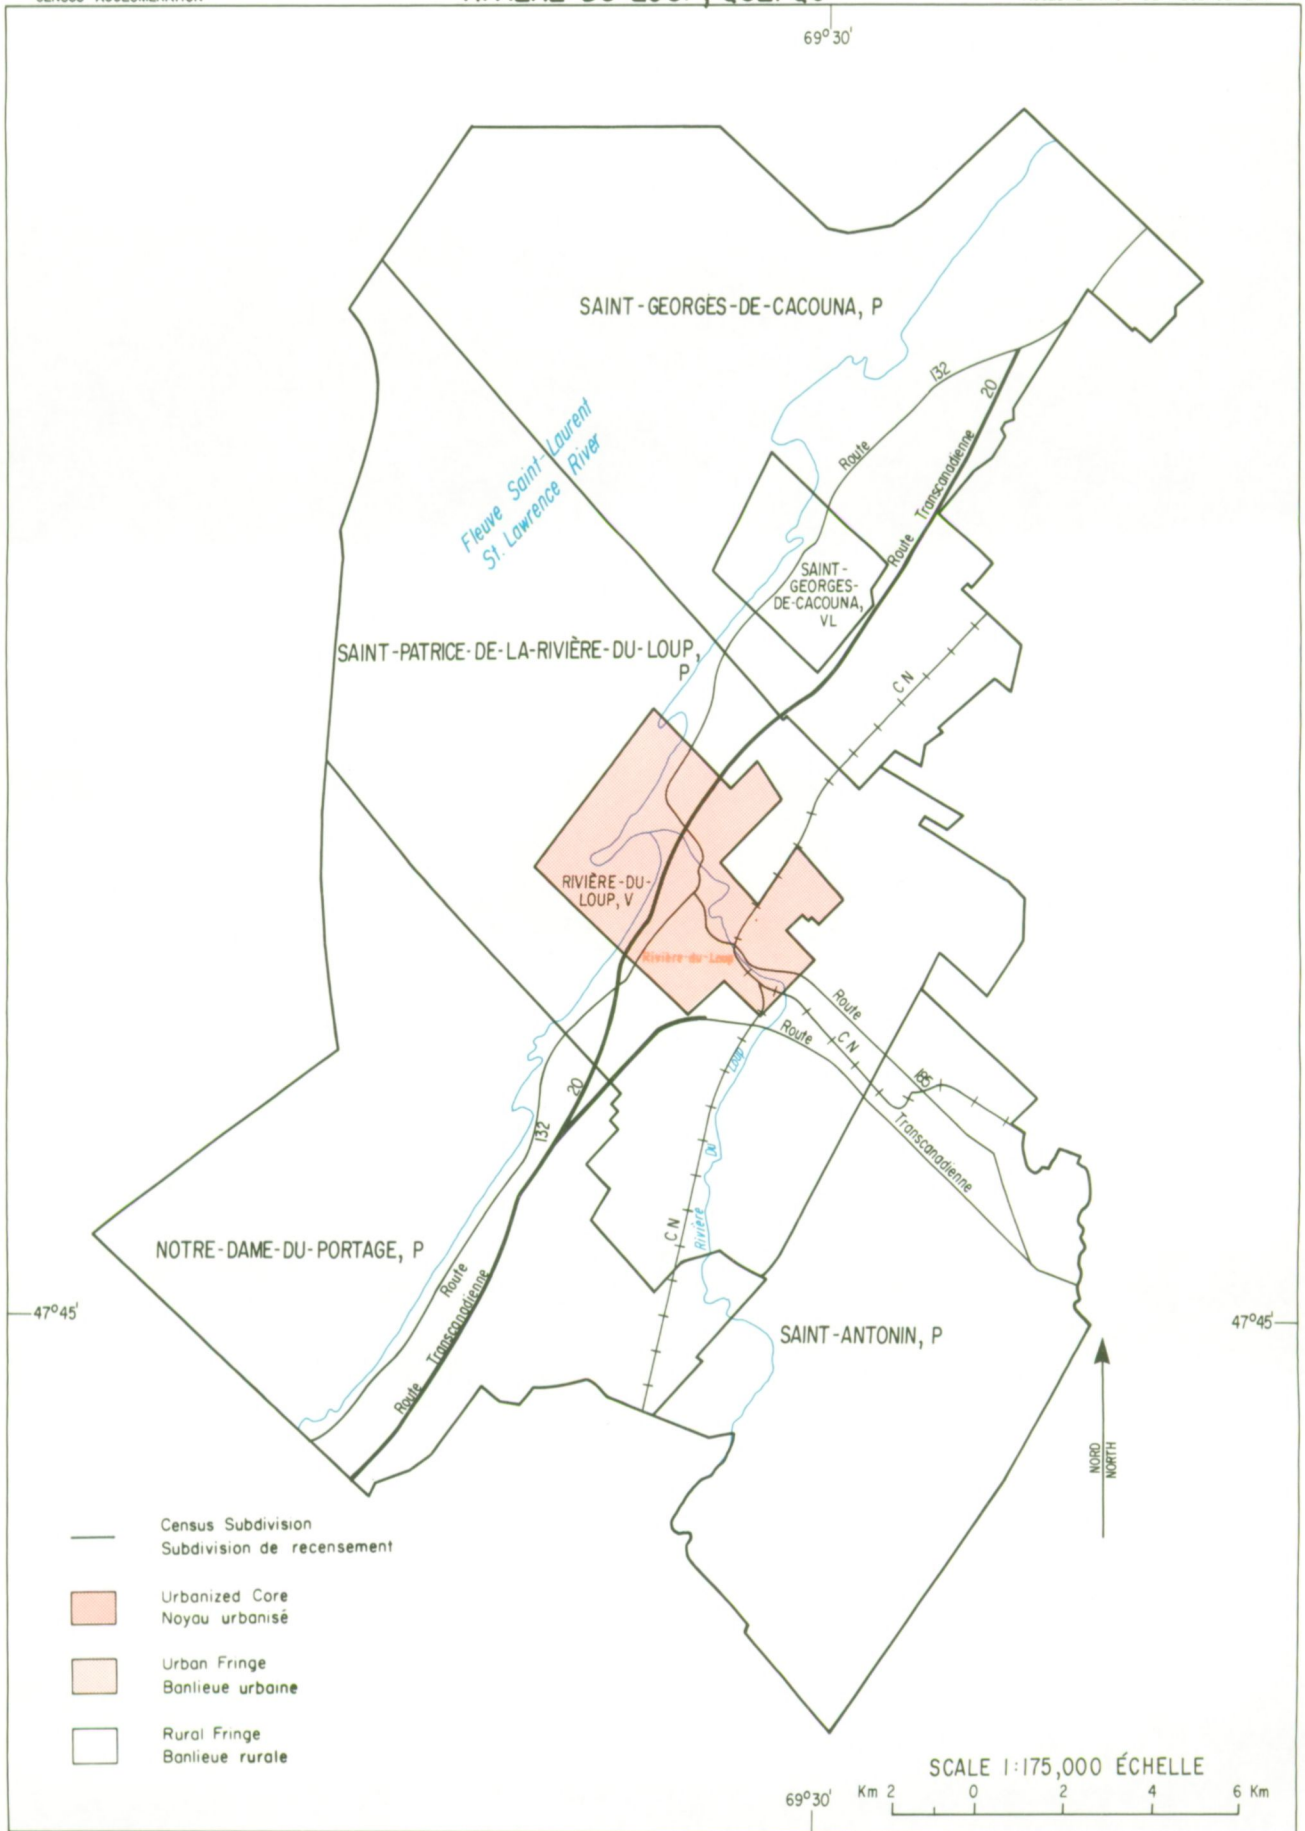 69°30'
SAINT-GEORGES-DE-CACOUNA, P
132
20
Route
Route Transcanadienne
Fleuve Saint-Laurent
St. Lawrence River
SAINT-
GEORGES-
DE-CACOUNA,
VL
SAINT-PATRICE-DE-LA-RIVIÈRE-DU-LOUP,
P
C N
RIVIÈRE-DU-
LOUP, V
Rivière-du-Loup
Route
Route
C N
185
Transcanadienne
20
132
Rivière Du Loup
C N
NOTRE-DAME-DU-PORTAGE, P
Route
Route Transcanadienne
47°45'
47°45'
SAINT-ANTONIN, P
NORD
NORTH
Census Subdivision
Subdivision de recensement
Urbanized Core
Noyau urbanisé
Urban Fringe
Banlieue urbaine
Rural Fringe
Banlieue rurale
SCALE 1:175,000 ÉCHELLE
Km 2 0 2 4 6 Km
69°30'